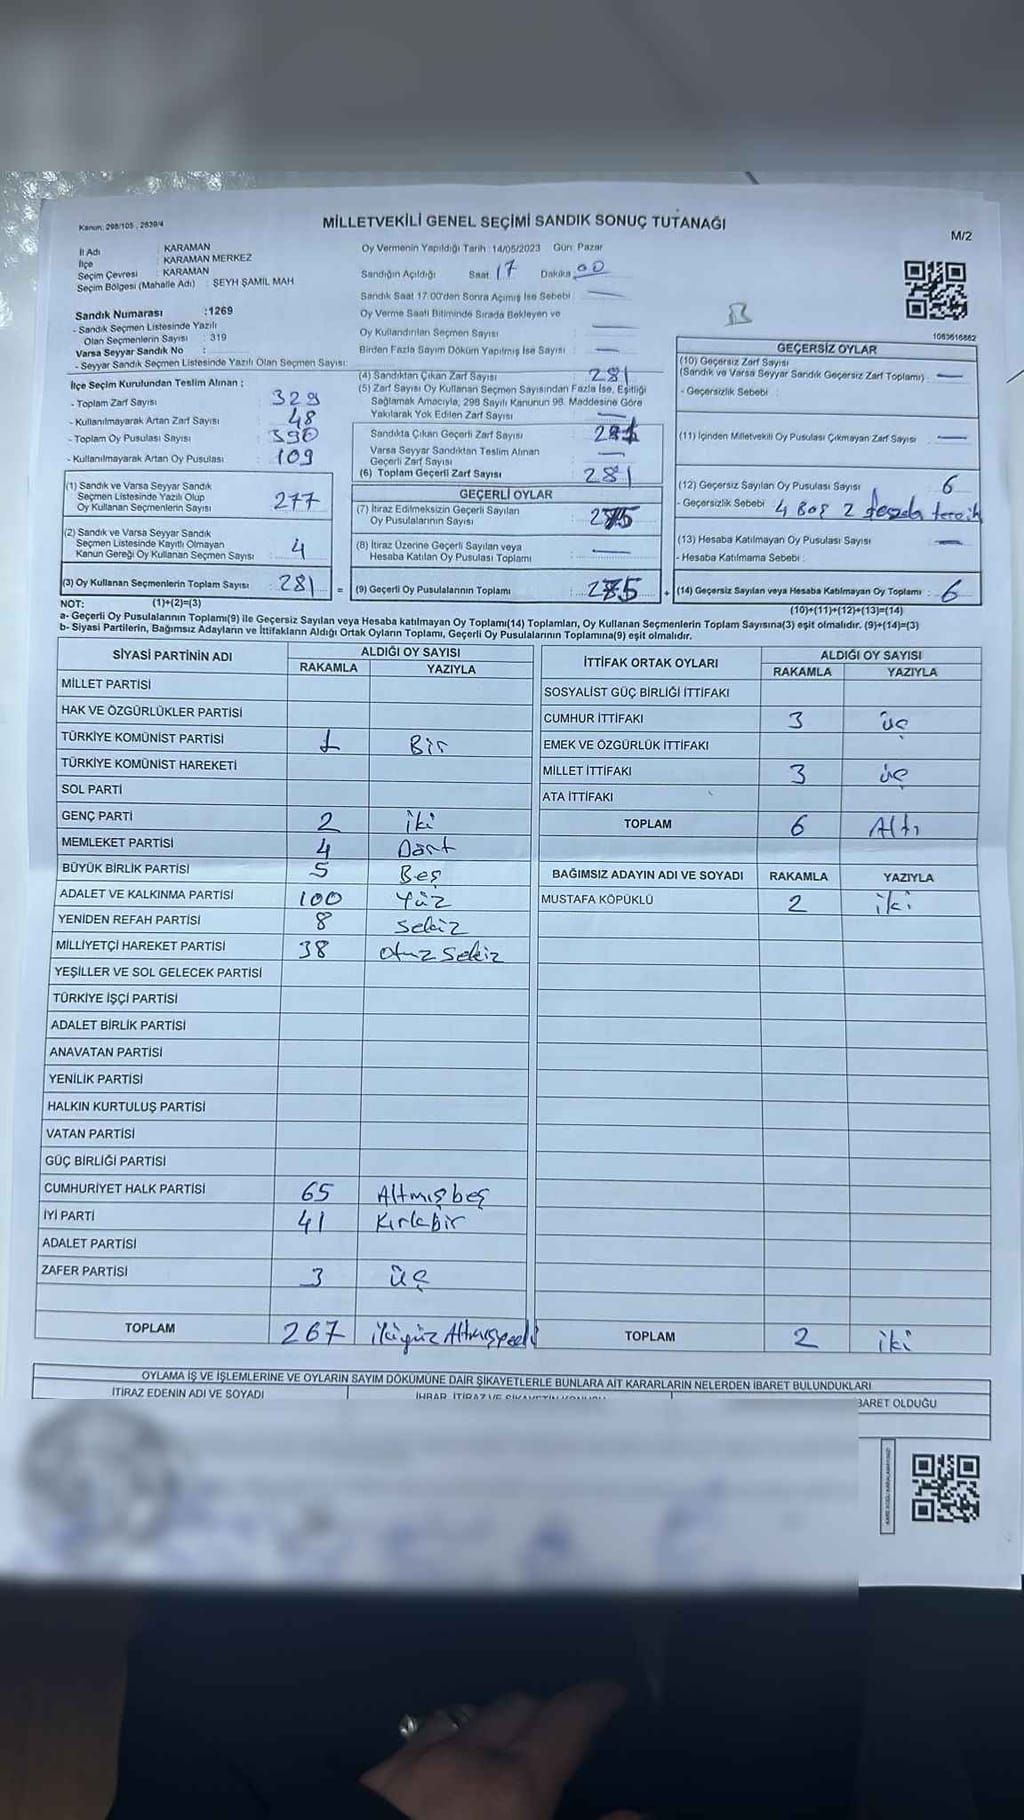 Kanun: 298/105 , 2839/4
MİLLETVEKİLİ GENEL SEÇİMİ SANDIK SONUÇ TUTANAĞI
M/2
İl Adı : KARAMAN
İlçe : KARAMAN MERKEZ
Seçim Çevresi : KARAMAN
Seçim Bölgesi (Mahalle Adı) : ŞEYH ŞAMİL MAH
Oy Vermenin Yapıldığı Tarih : 14/05/2023 Gün: Pazar
Sandığın Açıldığı Saat 17 Dakika 00
Sandık Saat 17:00'den Sonra Açımış İse Sebebi : —
Oy Verme Saati Bitiminde Sırada Bekleyen ve
Oy Kullandırılan Seçmen Sayısı —
Birden Fazla Sayım Döküm Yapılmış İse Sayısı —
B
1063616882
Sandık Numarası :1269
- Sandık Seçmen Listesinde Yazılı
Olan Seçmenlerin Sayısı : 319
Varsa Seyyar Sandık No :
- Seyyar Sandık Seçmen Listesinde Yazılı Olan Seçmen Sayısı:
İlçe Seçim Kurulundan Teslim Alınan ;
- Toplam Zarf Sayısı : 329
- Kullanılmayarak Artan Zarf Sayısı : 48
- Toplam Oy Pusulası Sayısı : 390
- Kullanılmayarak Artan Oy Pusulası : 109
(1) Sandık ve Varsa Seyyar Sandık
Seçmen Listesinde Yazılı Olup
Oy Kullanan Seçmenlerin Sayısı : 277
(2) Sandık ve Varsa Seyyar Sandık
Seçmen Listesinde Kayıtlı Olmayan
Kanun Gereği Oy Kullanan Seçmen Sayısı : 4
(3) Oy Kullanan Seçmenlerin Toplam Sayısı : 281 =
(4) Sandıktan Çıkan Zarf Sayısı : 281
(5) Zarf Sayısı Oy Kullanan Seçmen Sayısından Fazla İse, Eşitliği
Sağlamak Amacıyla, 298 Sayılı Kanunun 98. Maddesine Göre
Yakılarak Yok Edilen Zarf Sayısı : —
Sandıkta Çıkan Geçerli Zarf Sayısı : 281
Varsa Seyyar Sandıktan Teslim Alınan
Geçerli Zarf Sayısı : —
(6) Toplam Geçerli Zarf Sayısı : 281
GEÇERLİ OYLAR
(7) İtiraz Edilmeksizin Geçerli Sayılan
Oy Pusulalarının Sayısı : 275
(8) İtiraz Üzerine Geçerli Sayılan veya
Hesaba Katılan Oy Pusulası Toplamı : —
(9) Geçerli Oy Pusulalarının Toplamı : 275 +
GEÇERSİZ OYLAR
(10) Geçersiz Zarf Sayısı
(Sandık ve Varsa Seyyar Sandık Geçersiz Zarf Toplamı) : —
- Geçersizlik Sebebi :
(11) İçinden Milletvekili Oy Pusulası Çıkmayan Zarf Sayısı : —
(12) Geçersiz Sayılan Oy Pusulası Sayısı : 6
- Geçersizlik Sebebi : 4 Boş 2 fazla tercih
(13) Hesaba Katılmayan Oy Pusulası Sayısı : —
- Hesaba Katılmama Sebebi :
(14) Geçersiz Sayılan veya Hesaba Katılmayan Oy Toplamı : 6
NOT: (1)+(2)=(3)
(10)+(11)+(12)+(13)=(14)
a- Geçerli Oy Pusulalarının Toplamı(9) ile Geçersiz Sayılan veya Hesaba katılmayan Oy Toplamı(14) Toplamları, Oy Kullanan Seçmenlerin Toplam Sayısına(3) eşit olmalıdır. (9)+(14)=(3)
b- Siyasi Partilerin, Bağımsız Adayların ve İttifakların Aldığı Ortak Oyların Toplamı, Geçerli Oy Pusulalarının Toplamına(9) eşit olmalıdır.
SİYASİ PARTİNİN ADI ALDIĞI OY SAYISI
RAKAMLA YAZIYLA
MİLLET PARTİSİ
HAK VE ÖZGÜRLÜKLER PARTİSİ
TÜRKİYE KOMÜNİST PARTİSİ 1 Bir
TÜRKİYE KOMÜNİST HAREKETİ
SOL PARTİ
GENÇ PARTİ 2 iki
MEMLEKET PARTİSİ 4 Dört
BÜYÜK BİRLİK PARTİSİ 5 Beş
ADALET VE KALKINMA PARTİSİ 100 Yüz
YENİDEN REFAH PARTİSİ 8 Sekiz
MİLLİYETÇİ HAREKET PARTİSİ 38 Otuz Sekiz
YEŞİLLER VE SOL GELECEK PARTİSİ
TÜRKİYE İŞÇİ PARTİSİ
ADALET BİRLİK PARTİSİ
ANAVATAN PARTİSİ
YENİLİK PARTİSİ
HALKIN KURTULUŞ PARTİSİ
VATAN PARTİSİ
GÜÇ BİRLİĞİ PARTİSİ
CUMHURİYET HALK PARTİSİ 65 Altmışbeş
İYİ PARTİ 41 Kırkbir
ADALET PARTİSİ
ZAFER PARTİSİ 3 üç
TOPLAM 267 ikiyüz Altmışyedi
İTTİFAK ORTAK OYLARI ALDIĞI OY SAYISI
RAKAMLA YAZIYLA
SOSYALİST GÜÇ BİRLİĞİ İTTİFAKI
CUMHUR İTTİFAKI 3 üç
EMEK VE ÖZGÜRLÜK İTTİFAKI
MİLLET İTTİFAKI 3 üç
ATA İTTİFAKI
TOPLAM 6 Altı
BAĞIMSIZ ADAYIN ADI VE SOYADI RAKAMLA YAZIYLA
MUSTAFA KÖPÜKLÜ 2 iki
TOPLAM 2 iki
OYLAMA İŞ VE İŞLEMLERİNE VE OYLARIN SAYIM DÖKÜMÜNE DAİR ŞİKAYETLERLE BUNLARA AİT KARARLARIN NELERDEN İBARET BULUNDUKLARI
İTİRAZ EDENİN ADI VE SOYADI İHBAR, İTİRAZ VE ŞİKAYETİN KONUSU BARET OLDUĞU